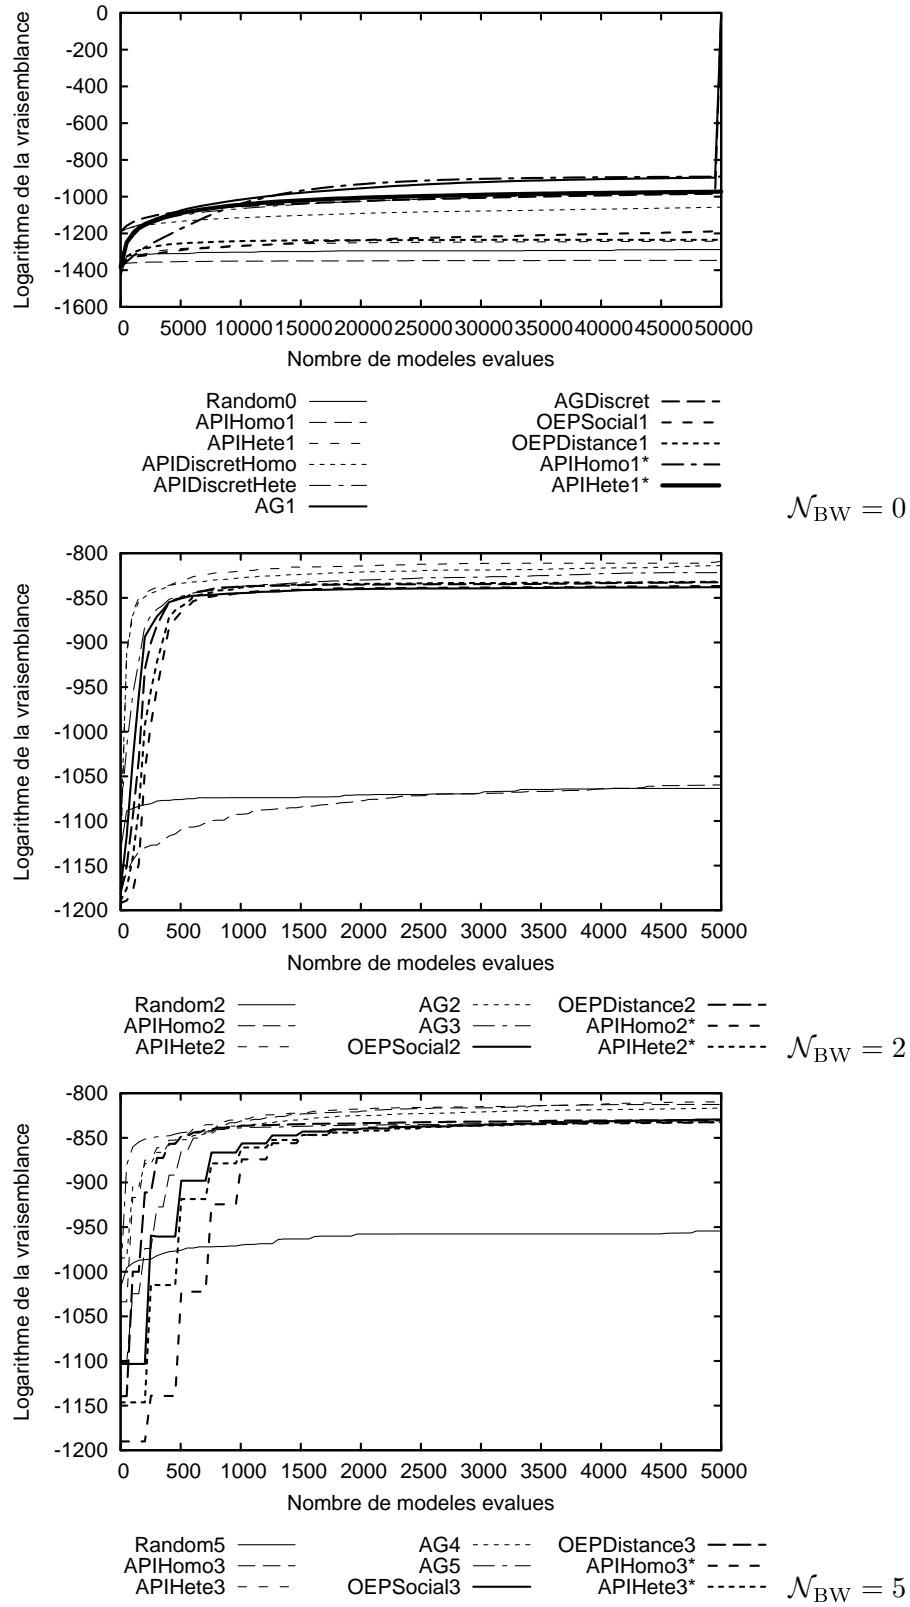 0
-200
-400
-600
-800
-1000
-1200
-1400
-1600
Logarithme de la vraisemblance
0 5000 10000 15000 20000 25000 30000 35000 40000 45000 50000
Nombre de modeles evalues
Random0 AGDiscret
APIHomo1 OEPSocial1
APIHete1 OEPDistance1
APIDiscretHomo APIHomo1*
APIDiscretHete APIHete1*
AG1
𝒩BW = 0
-800
-850
-900
-950
-1000
-1050
-1100
-1150
-1200
Logarithme de la vraisemblance
0 500 1000 1500 2000 2500 3000 3500 4000 4500 5000
Nombre de modeles evalues
Random2 AG2 OEPDistance2
APIHomo2 AG3 APIHomo2*
APIHete2 OEPSocial2 APIHete2*
𝒩BW = 2
-800
-850
-900
-950
-1000
-1050
-1100
-1150
-1200
Logarithme de la vraisemblance
0 500 1000 1500 2000 2500 3000 3500 4000 4500 5000
Nombre de modeles evalues
Random5 AG4 OEPDistance3
APIHomo3 AG5 APIHomo3*
APIHete3 OEPSocial3 APIHete3*
𝒩BW = 5